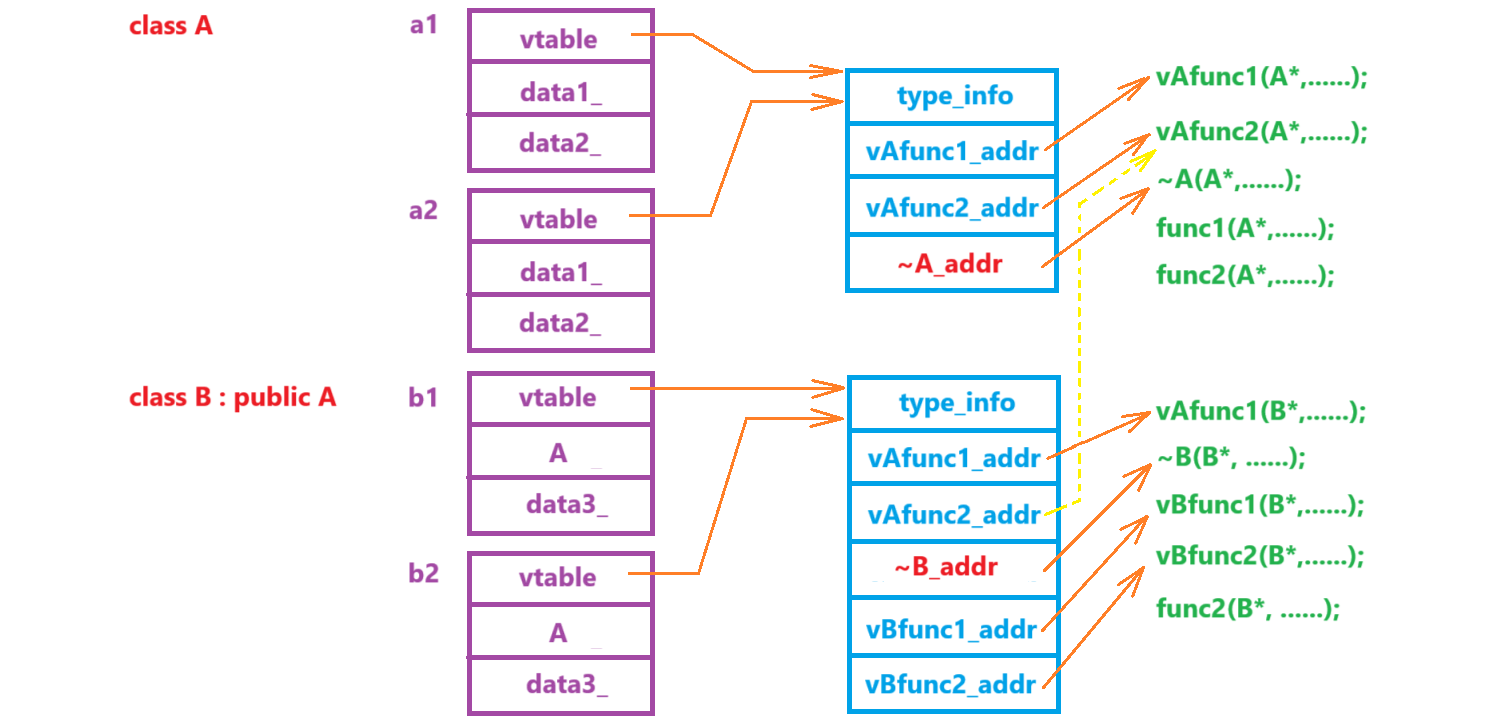 class A
a1
vtable
data1_
data2_
a2
vtable
data1_
data2_
type_info
vAfunc1_addr
vAfunc2_addr
~A_addr
vAfunc1(A*,......);
vAfunc2(A*,......);
~A(A*,......);
func1(A*,......);
func2(A*,......);
class B : public A
b1
vtable
A _
data3_
b2
vtable
A _
data3_
type_info
vAfunc1_addr
vAfunc2_addr
~B_addr
vBfunc1_addr
vBfunc2_addr
vAfunc1(B*,......);
~B(B*, ......);
vBfunc1(B*,......);
vBfunc2(B*,......);
func2(B*, ......);